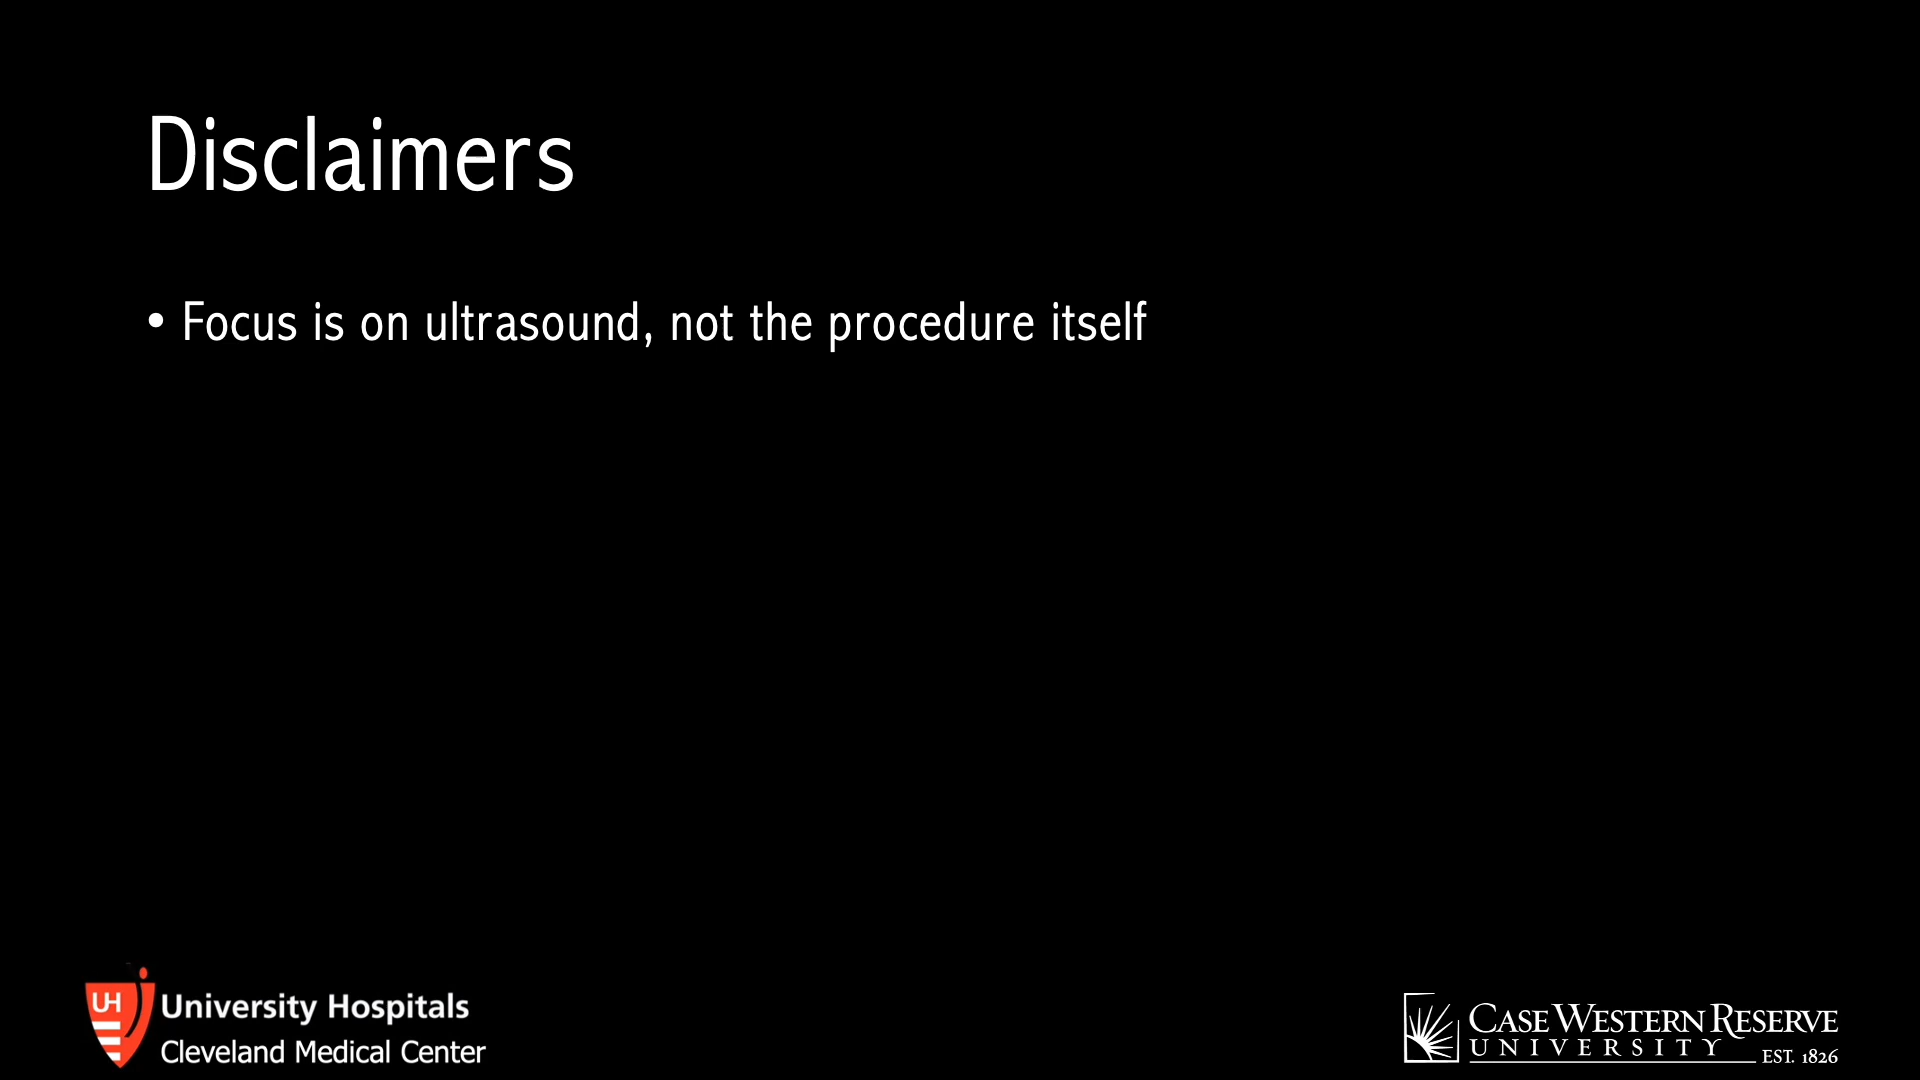 Disclaimers
• Focus is on ultrasound, not the procedure itself
UH
University Hospitals
Cleveland Medical Center
CASE WESTERN RESERVE
UNIVERSITY
EST. 1826